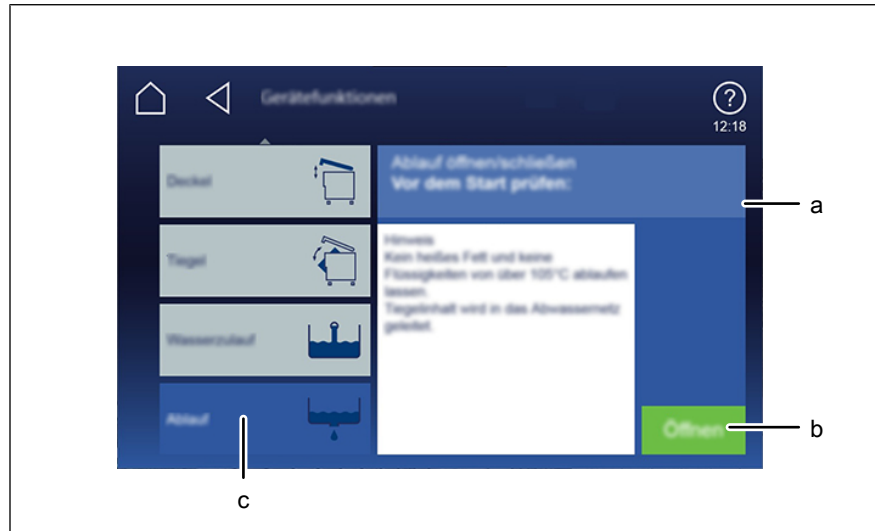 Gerätefunktionen
12:18
?
Deckel
Tiegel
Wasserzulauf
Ablauf
Ablauf öffnen/schließen
Vor dem Start prüfen:
Hinweis
Kein heißes Fett und keine
Flüssigkeiten von über 105°C ablaufen
lassen.
Tiegelinhalt wird in das Abwassernetz
geleitet.
Öffnen
a
b
c